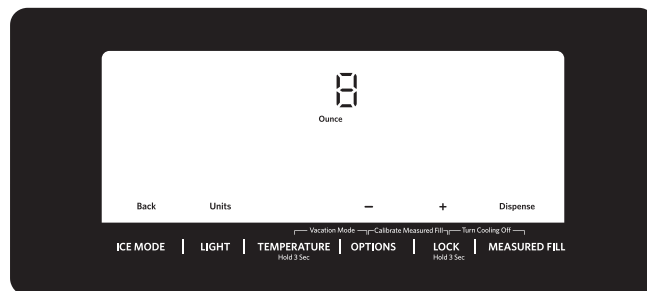 8
Ounce
Back Units – + Dispense
Vacation Mode Calibrate Measured Fill Turn Cooling Off
ICE MODE LIGHT TEMPERATURE OPTIONS LOCK MEASURED FILL
Hold 3 Sec Hold 3 Sec